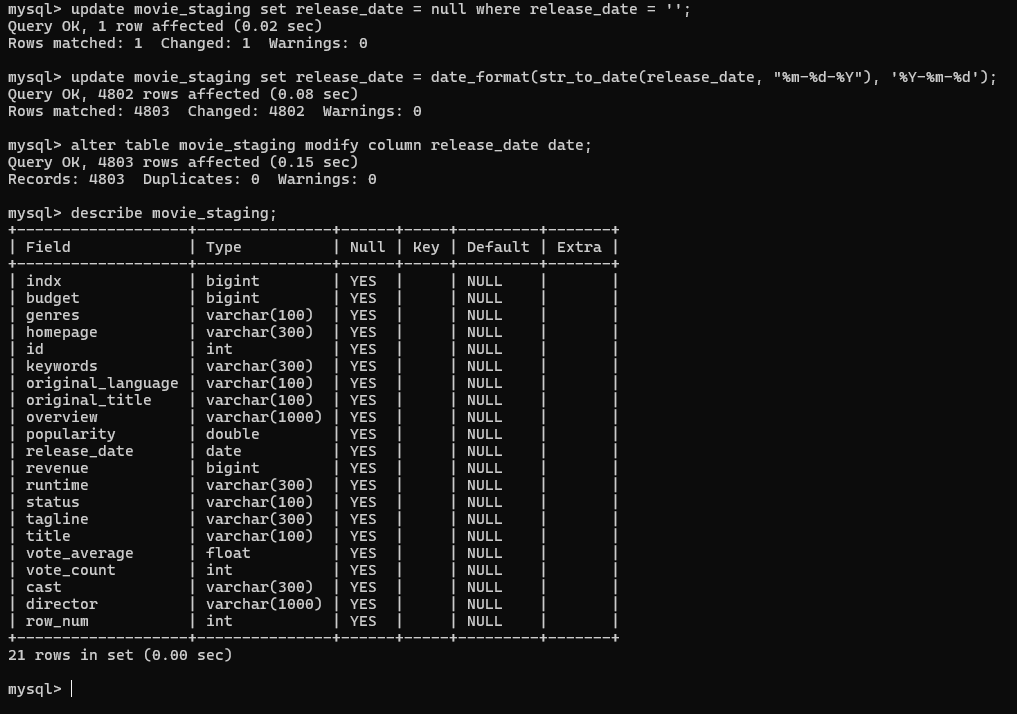 mysql> update movie_staging set release_date = null where release_date = '';
Query OK, 1 row affected (0.02 sec)
Rows matched: 1  Changed: 1  Warnings: 0

mysql> update movie_staging set release_date = date_format(str_to_date(release_date, "%m-%d-%Y"), '%Y-%m-%d');
Query OK, 4802 rows affected (0.08 sec)
Rows matched: 4803  Changed: 4802  Warnings: 0

mysql> alter table movie_staging modify column release_date date;
Query OK, 4803 rows affected (0.15 sec)
Records: 4803  Duplicates: 0  Warnings: 0

mysql> describe movie_staging;
+-------------------+---------------+------+-----+---------+-------+
| Field             | Type          | Null | Key | Default | Extra |
+-------------------+---------------+------+-----+---------+-------+
| indx              | bigint        | YES  |     | NULL    |       |
| budget            | bigint        | YES  |     | NULL    |       |
| genres            | varchar(100)  | YES  |     | NULL    |       |
| homepage          | varchar(300)  | YES  |     | NULL    |       |
| id                | int           | YES  |     | NULL    |       |
| keywords          | varchar(300)  | YES  |     | NULL    |       |
| original_language | varchar(100)  | YES  |     | NULL    |       |
| original_title    | varchar(100)  | YES  |     | NULL    |       |
| overview          | varchar(1000) | YES  |     | NULL    |       |
| popularity        | double        | YES  |     | NULL    |       |
| release_date      | date          | YES  |     | NULL    |       |
| revenue           | bigint        | YES  |     | NULL    |       |
| runtime           | varchar(300)  | YES  |     | NULL    |       |
| status            | varchar(100)  | YES  |     | NULL    |       |
| tagline           | varchar(300)  | YES  |     | NULL    |       |
| title             | varchar(100)  | YES  |     | NULL    |       |
| vote_average      | float         | YES  |     | NULL    |       |
| vote_count        | int           | YES  |     | NULL    |       |
| cast              | varchar(300)  | YES  |     | NULL    |       |
| director          | varchar(1000) | YES  |     | NULL    |       |
| row_num           | int           | YES  |     | NULL    |       |
+-------------------+---------------+------+-----+---------+-------+
21 rows in set (0.00 sec)

mysql>